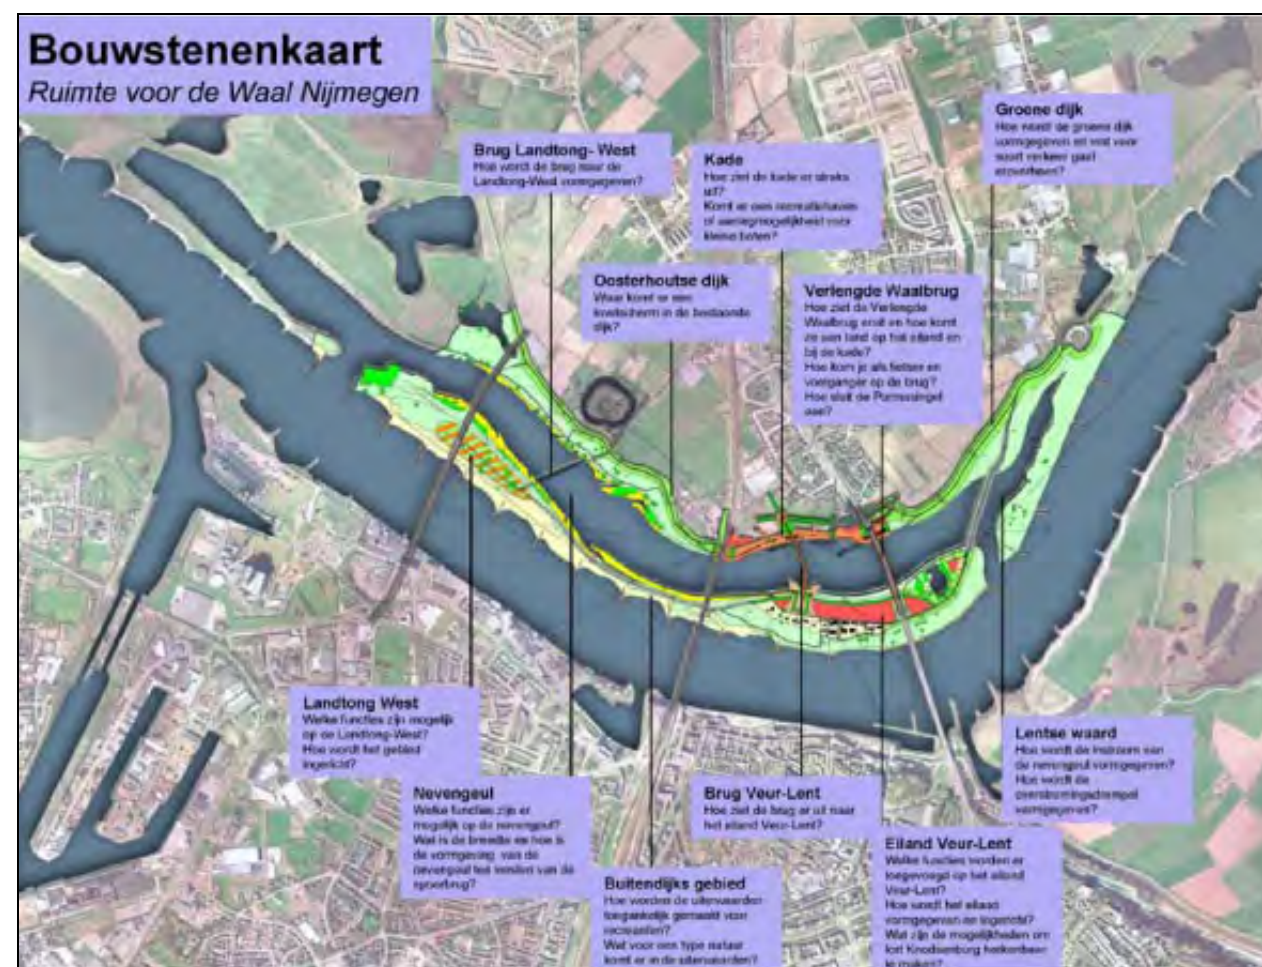 Bouwstenenkaart
Ruimte voor de Waal Nijmegen
Groene dijk
Hoe wordt de groene dijk
vormgegeven en wat voor
soort verkeer gaat
eroverheen?
Brug Landtong- West
Hoe wordt de brug naar de
Landtong-West vormgegeven?
Kade
Hoe ziet de kade er straks
uit?
Komt er een recreatiehaven
of aanlegmogelijkheid voor
kleine boten?
Oosterhoutse dijk
Waar komt er een
kwelscherm in de bestaande
dijk?
Verlengde Waalbrug
Hoe ziet de Verlengde
Waalbrug eruit en hoe komt
ze aan land op het eiland en
bij de kade?
Hoe kom je als fietser en
voetganger op de brug?
Hoe sluit de Parmasingel
aan?
Landtong West
Welke functies zijn mogelijk
op de Landtong-West?
Hoe wordt het gebied
ingericht?
Lentse waard
Hoe wordt de instroom van
de nevengeul vormgegeven?
Hoe wordt de
overstromingsdrempel
vormgegeven?
Nevengeul
Welke functies zijn er
mogelijk op de nevengeul?
Wat is de breedte en hoe is
de vormgeving van de
nevengeul ten westen van de
spoorbrug?
Brug Veur-Lent
Hoe ziet de brug er uit naar
het eiland Veur-Lent?
Eiland Veur-Lent
Welke functies worden er
toegevoegd op het eiland
Veur-Lent?
Hoe wordt het eiland
vormgegeven en ingericht?
Wat zijn de mogelijkheden om
fort Knodsenburg herkenbaar
te maken?
Buitendijks gebied
Hoe worden de uiterwaarden
toegankelijk gemaakt voor
recreanten?
Wat voor een type natuur
komt er in de uiterwaarden?